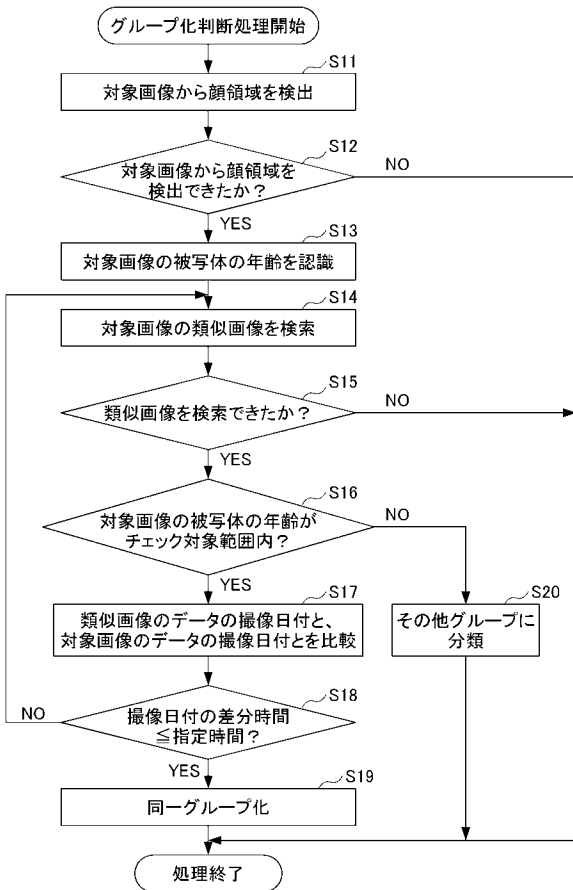 グループ化判断処理開始
S11
対象画像から顔領域を検出
S12
対象画像から顔領域を
検出できたか？
NO
YES
S13
対象画像の被写体の年齢を認識
S14
対象画像の類似画像を検索
S15
類似画像を検索できたか？
NO
YES
S16
対象画像の被写体の年齢が
チェック対象範囲内？
NO
YES
S17
類似画像のデータの撮像日付と、
対象画像のデータの撮像日付とを比較
S20
その他グループに
分類
S18
撮像日付の差分時間
≦指定時間？
NO
YES
S19
同一グループ化
処理終了